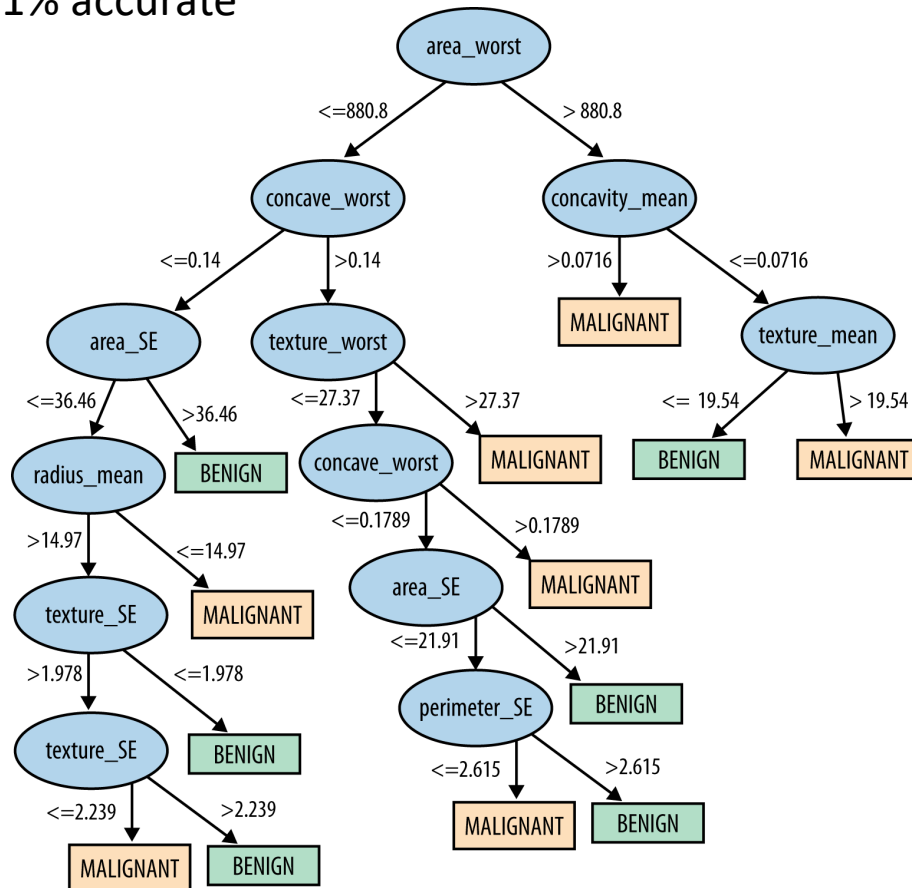 1% accurate
area_worst
<=880.8
> 880.8
concave_worst
concavity_mean
<=0.14
>0.14
>0.0716
<=0.0716
area_SE
texture_worst
MALIGNANT
texture_mean
<=36.46
>36.46
<=27.37
>27.37
<= 19.54
> 19.54
radius_mean
BENIGN
concave_worst
MALIGNANT
BENIGN
MALIGNANT
>14.97
<=14.97
<=0.1789
>0.1789
texture_SE
MALIGNANT
area_SE
MALIGNANT
>1.978
<=1.978
<=21.91
>21.91
texture_SE
BENIGN
perimeter_SE
BENIGN
<=2.239
>2.239
<=2.615
>2.615
MALIGNANT
BENIGN
MALIGNANT
BENIGN